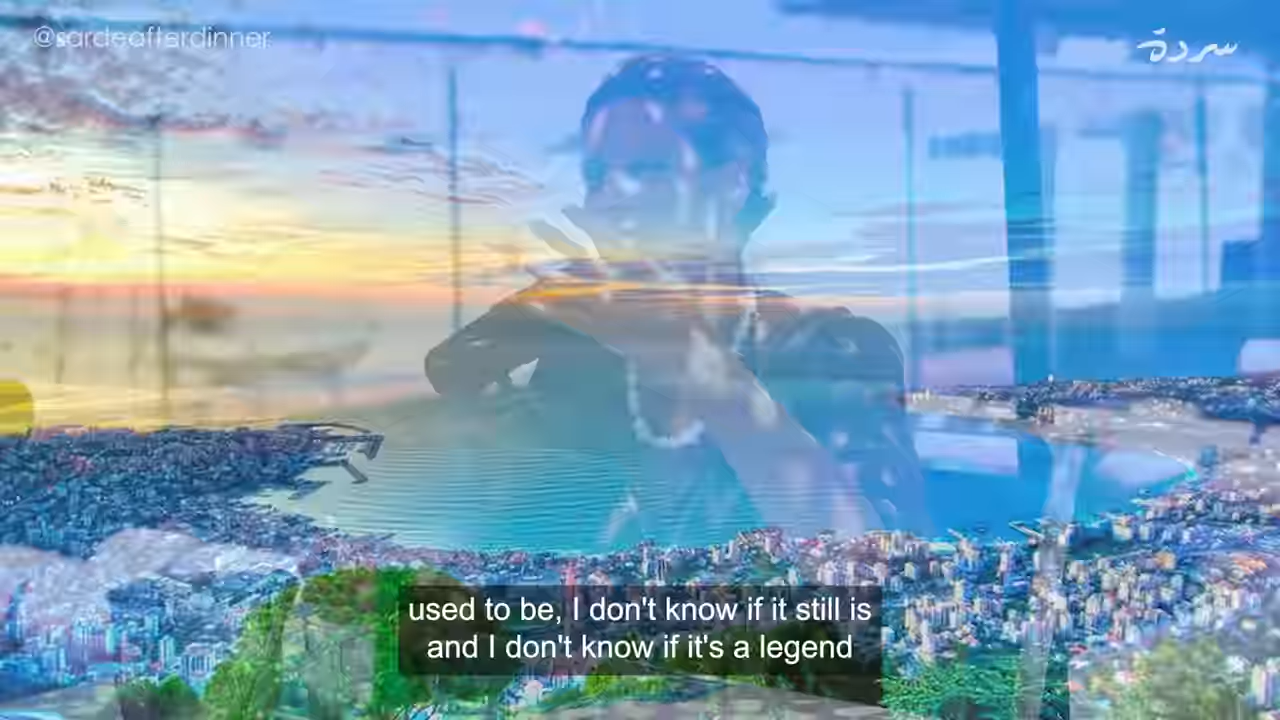 @sardeafterdinner
سردة
used to be, I don't know if it still is
and I don't know if it's a legend